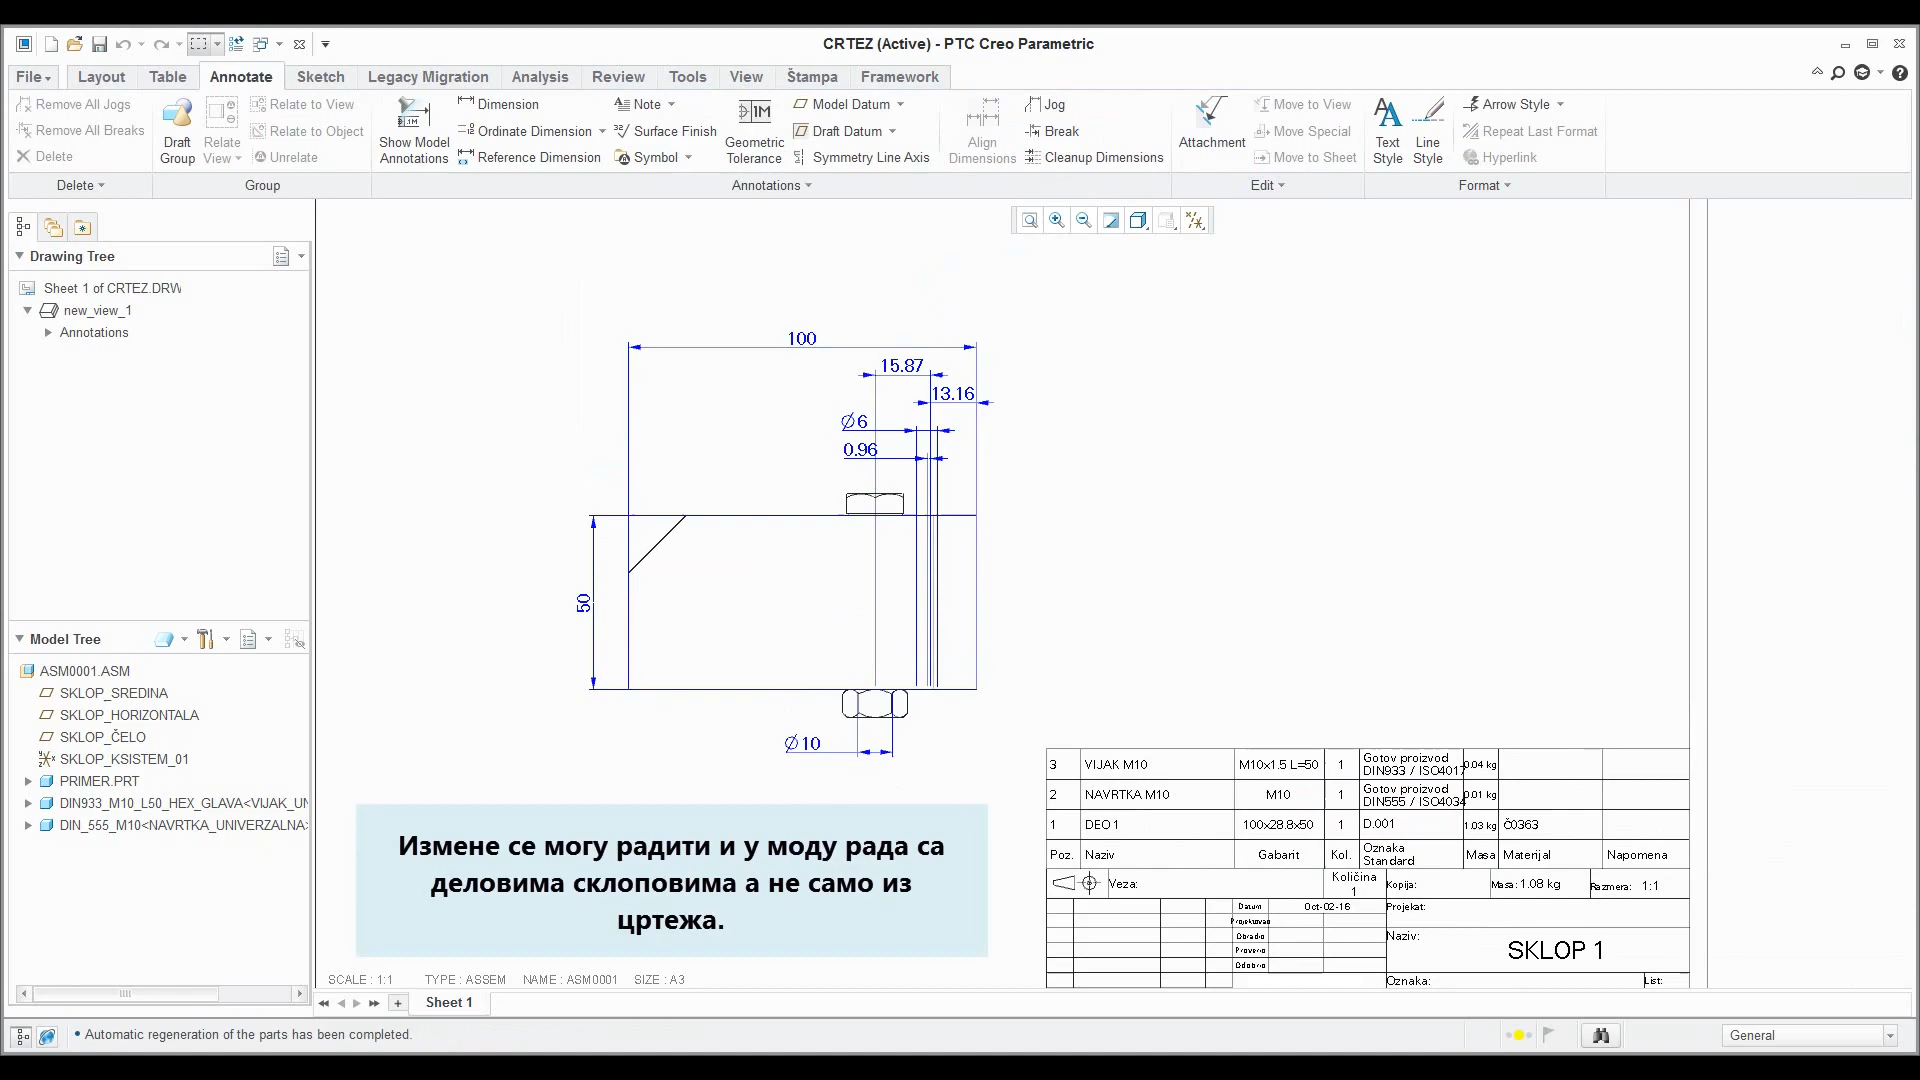 CRTEZ (Active) - PTC Creo Parametric
File Layout Table Annotate Sketch Legacy Migration Analysis Review Tools View Štampa Framework
Remove All Jogs
Remove All Breaks
Delete
Delete
Draft Group
Relate View
Relate to View
Relate to Object
Unrelate
Group
Show Model Annotations
Dimension
Ordinate Dimension
Reference Dimension
Note
Surface Finish
Symbol
Geometric Tolerance
Model Datum
Draft Datum
Symmetry Line Axis
Align Dimensions
Jog
Break
Cleanup Dimensions
Annotations
Attachment
Move to View
Move Special
Move to Sheet
Edit
Text Style
Line Style
Arrow Style
Repeat Last Format
Hyperlink
Format
Drawing Tree
Sheet 1 of CRTEZ.DRW
new_view_1
Annotations
Model Tree
ASM0001.ASM
SKLOP_SREDINA
SKLOP_HORIZONTALA
SKLOP_ČELO
SKLOP_KSISTEM_01
PRIMER.PRT
DIN933_M10_L50_HEX_GLAVA<VIJAK_UN
DIN_555_M10<NAVRTKA_UNIVERZALNA>
100
15.87
13.16
Ø6
0.96
50
Ø10
3 VIJAK M10 M10x1.5 L=50 1 Gotov proizvod DIN933 / ISO4017 0.04 kg
2 NAVRTKA M10 M10 1 Gotov proizvod DIN555 / ISO4034 0.01 kg
1 DEO 1 100x28.8x50 1 D.001 1.03 kg Č0363
Poz. Naziv Gabarit Kol. Oznaka Standard Masa Materijal Napomena
Veza: Količina 1 Kopija: Masa: 1.08 kg Razmera: 1:1
Datum Oct-02-16 Projekat:
Projektovao
Obradio Naziv:
Proverio SKLOP 1
Odobrio
Oznaka: List:
Измене се могу радити и у моду рада са
деловима склоповима а не само из
цртежа.
SCALE : 1:1 TYPE : ASSEM NAME : ASM0001 SIZE : A3
Sheet 1
Automatic regeneration of the parts has been completed.
General